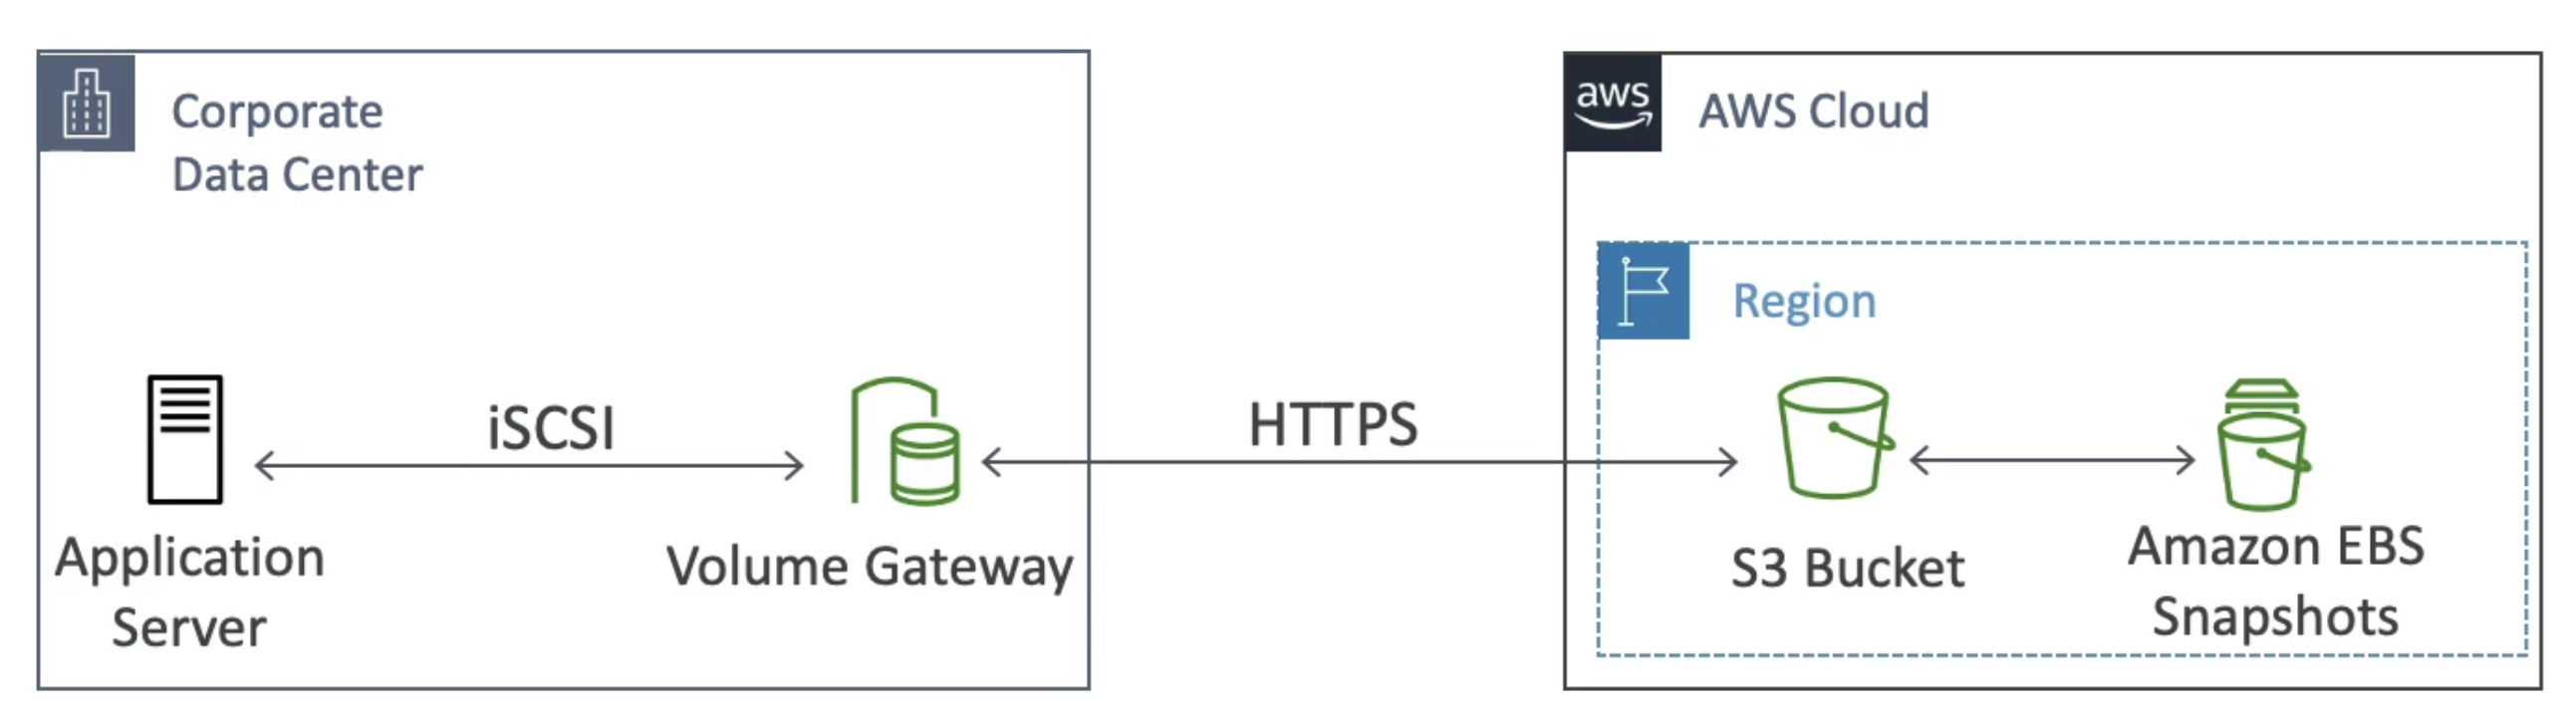 Corporate
Data Center
aws
AWS Cloud
Region
iSCSI
HTTPS
Application
Server
Volume Gateway
S3 Bucket
Amazon EBS
Snapshots